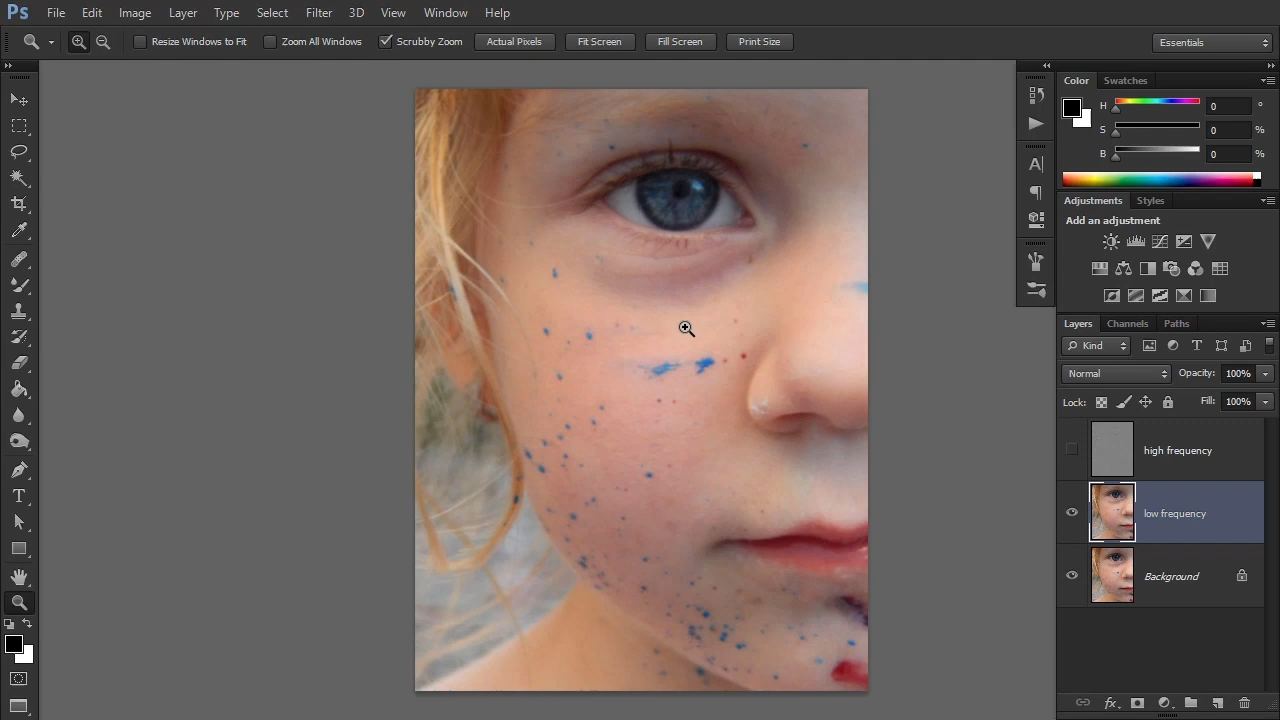 Ps File Edit Image Layer Type Select Filter 3D View Window Help
Resize Windows to Fit Zoom All Windows Scrubby Zoom Actual Pixels Fit Screen Fill Screen Print Size Essentials
Color Swatches
H 0 °
S 0 %
B 0 %
Adjustments Styles
Add an adjustment
Layers Channels Paths
Kind
Normal Opacity: 100%
Lock: Fill: 100%
high frequency
low frequency
Background